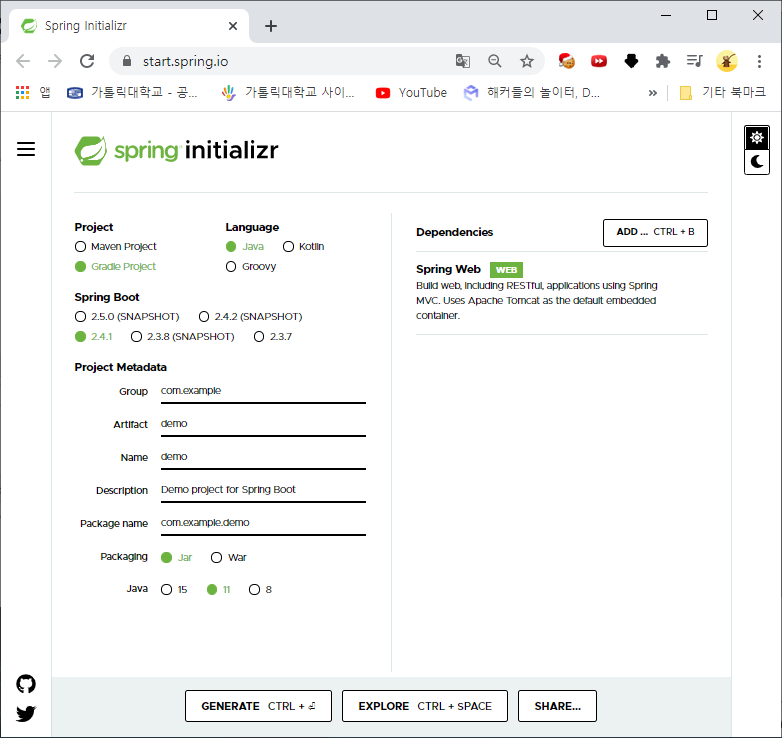 Spring Initializr
start.spring.io
앱 가톨릭대학교 - 공... 가톨릭대학교 사이... YouTube 해커들의 놀이터, D... » 기타 북마크
spring initializr
Project
Maven Project
Gradle Project
Language
Java Kotlin
Groovy
Spring Boot
2.5.0 (SNAPSHOT) 2.4.2 (SNAPSHOT)
2.4.1 2.3.8 (SNAPSHOT) 2.3.7
Project Metadata
Group com.example
Artifact demo
Name demo
Description Demo project for Spring Boot
Package name com.example.demo
Packaging Jar War
Java 15 11 8
Dependencies ADD ... CTRL + B
Spring Web WEB
Build web, including RESTful, applications using Spring
MVC. Uses Apache Tomcat as the default embedded
container.
GENERATE CTRL + ⏎ EXPLORE CTRL + SPACE SHARE...